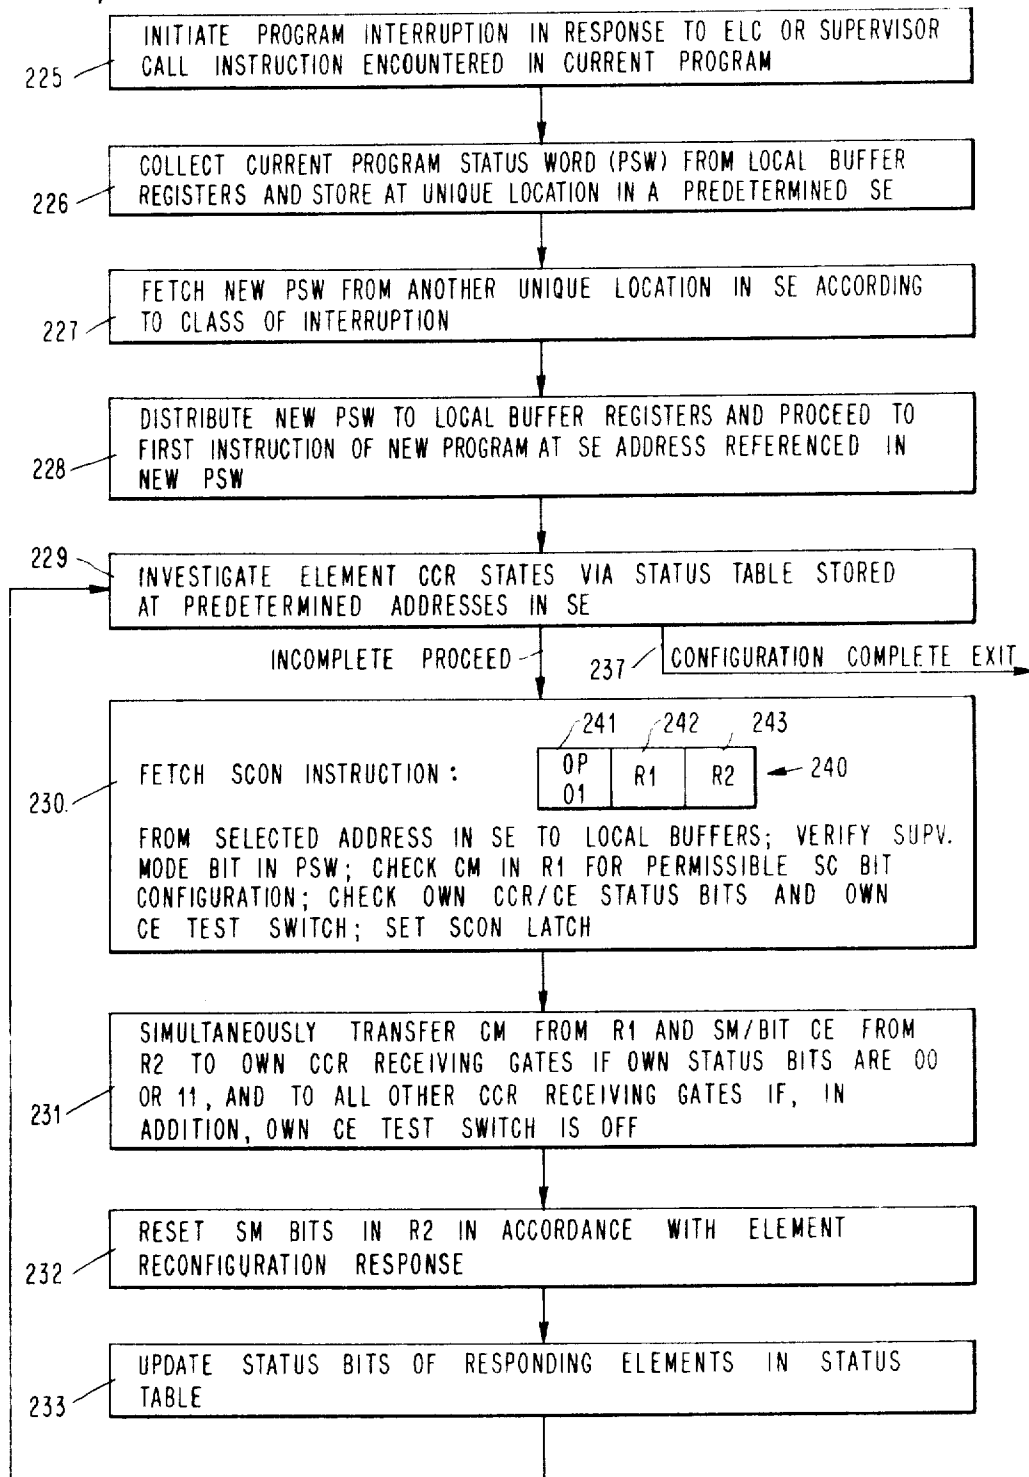 INITIATE PROGRAM INTERRUPTION IN RESPONSE TO ELC OR SUPERVISOR
CALL INSTRUCTION ENCOUNTERED IN CURRENT PROGRAM
225
COLLECT CURRENT PROGRAM STATUS WORD (PSW) FROM LOCAL BUFFER
REGISTERS AND STORE AT UNIQUE LOCATION IN A PREDETERMINED SE
226
FETCH NEW PSW FROM ANOTHER UNIQUE LOCATION IN SE ACCORDING
TO CLASS OF INTERRUPTION
227
DISTRIBUTE NEW PSW TO LOCAL BUFFER REGISTERS AND PROCEED TO
FIRST INSTRUCTION OF NEW PROGRAM AT SE ADDRESS REFERENCED IN
NEW PSW
228
229
INVESTIGATE ELEMENT CCR STATES VIA STATUS TABLE STORED
AT PREDETERMINED ADDRESSES IN SE
INCOMPLETE PROCEED
237
CONFIGURATION COMPLETE EXIT
241 242 243
FETCH SCON INSTRUCTION:
OP
01
R1
R2
240
230
FROM SELECTED ADDRESS IN SE TO LOCAL BUFFERS; VERIFY SUPV.
MODE BIT IN PSW; CHECK CM IN R1 FOR PERMISSIBLE SC BIT
CONFIGURATION; CHECK OWN CCR/CE STATUS BITS AND OWN
CE TEST SWITCH; SET SCON LATCH
SIMULTANEOUSLY TRANSFER CM FROM R1 AND SM/BIT CE FROM
R2 TO OWN CCR RECEIVING GATES IF OWN STATUS BITS ARE 00
OR 11, AND TO ALL OTHER CCR RECEIVING GATES IF, IN
ADDITION, OWN CE TEST SWITCH IS OFF
231
RESET SM BITS IN R2 IN ACCORDANCE WITH ELEMENT
RECONFIGURATION RESPONSE
232
UPDATE STATUS BITS OF RESPONDING ELEMENTS IN STATUS
TABLE
233